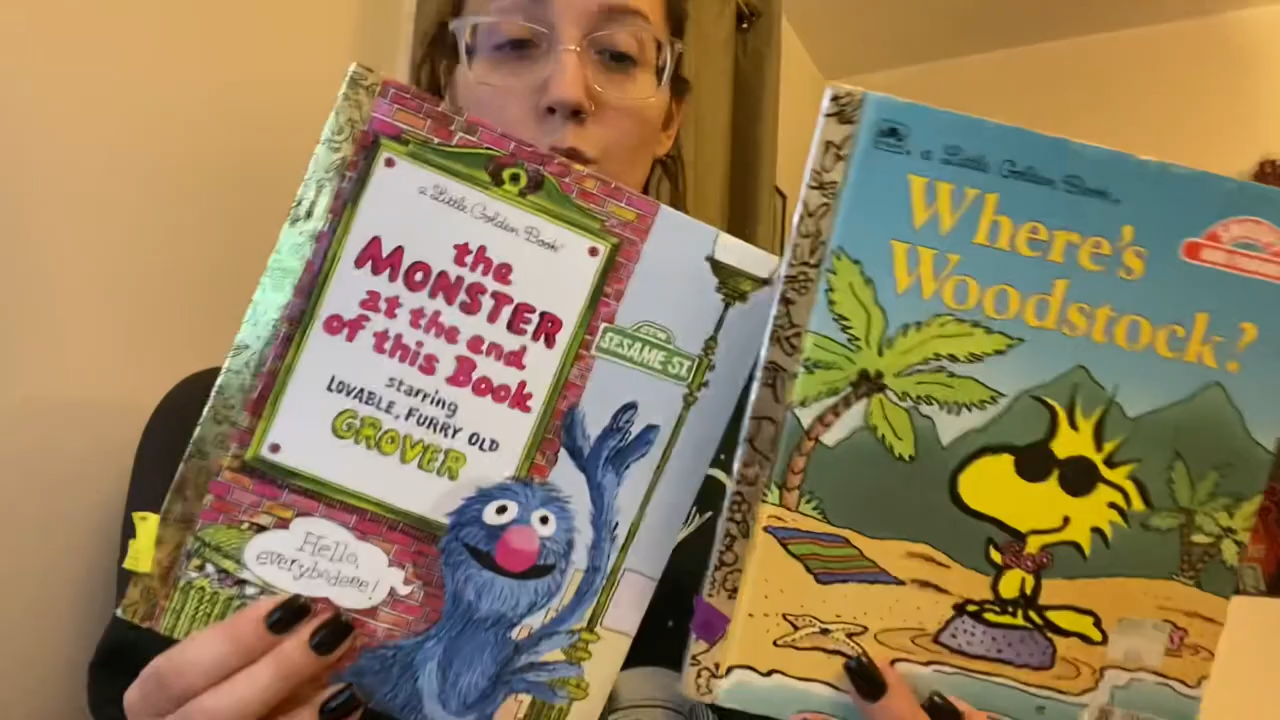 a Little Golden Book
the
MONSTER
at the end
of this Book
starring
LOVABLE, FURRY OLD
GROVER
Hello,
everybodeee!
SESAME ST.
a Little Golden Book
Where's
Woodstock?